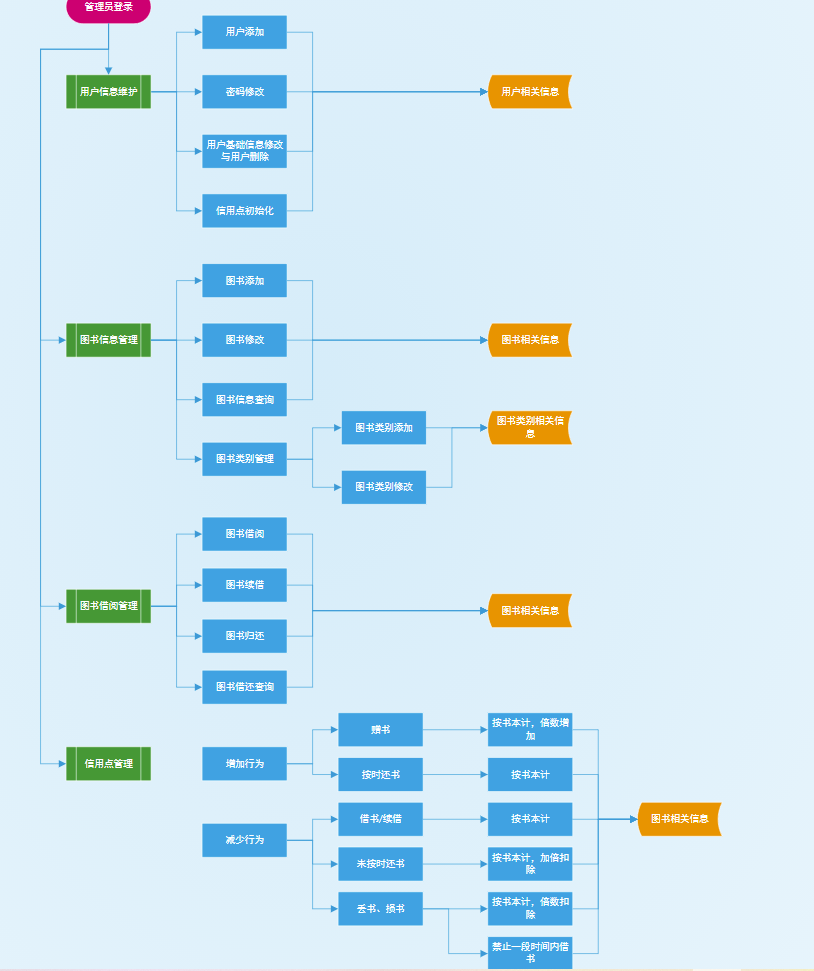 管理员登录
用户添加
用户信息维护
密码修改
用户相关信息
用户基础信息修改
与用户删除
信用点初始化
图书添加
图书信息管理
图书修改
图书相关信息
图书信息查询
图书类别添加
图书类别相关信
息
图书类别管理
图书类别修改
图书借阅
图书续借
图书借阅管理
图书相关信息
图书归还
图书借还查询
赠书
按书本计，倍数增
加
信用点管理
增加行为
按时还书
按书本计
借书/续借
按书本计
图书相关信息
减少行为
未按时还书
按书本计，加倍扣
除
丢书、损书
按书本计，倍数扣
除
禁止一段时间内借
书